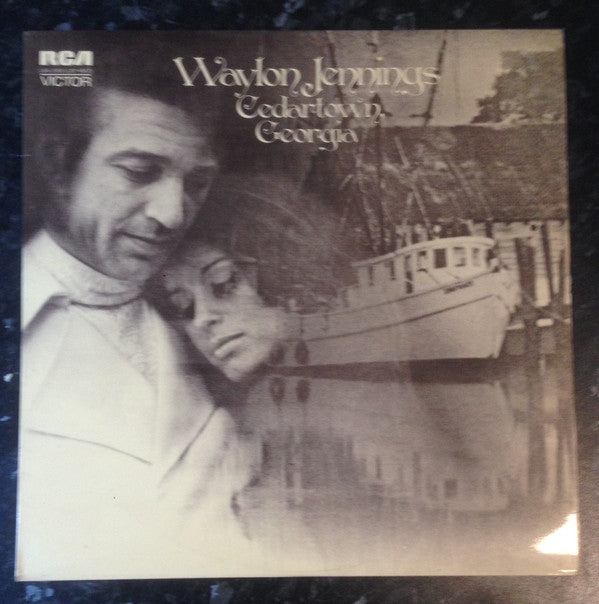 RCA
VICTOR
Waylon Jennings
Cedartown,
Georgia